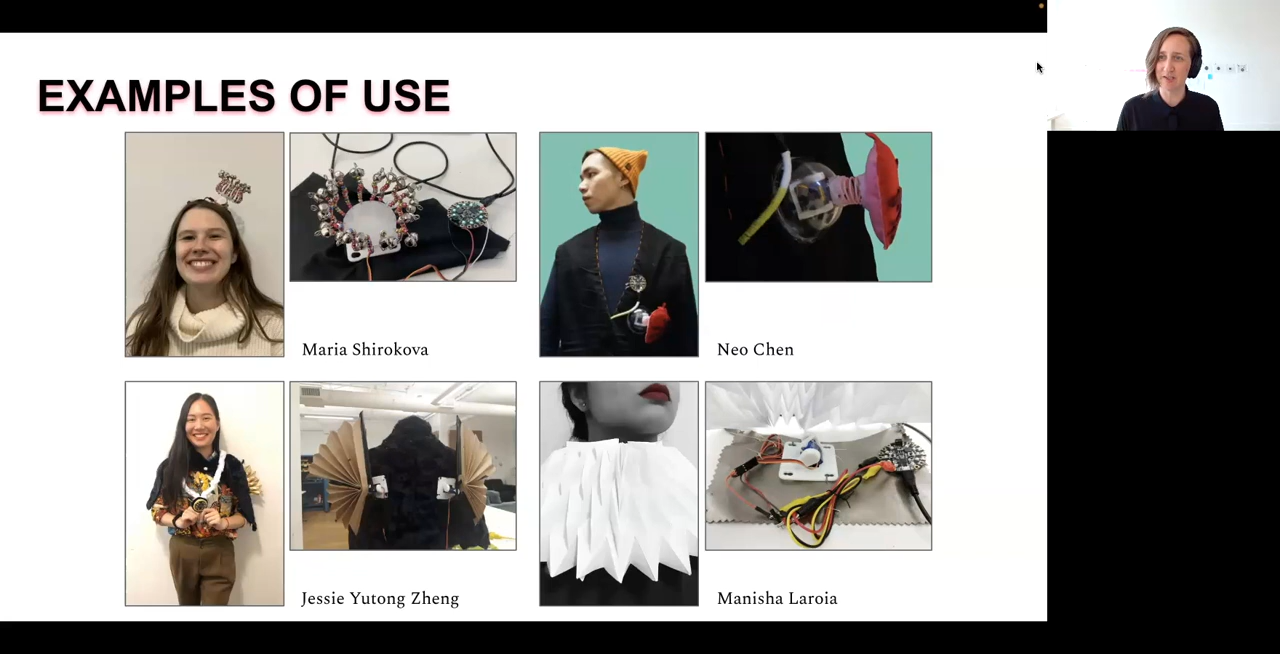 EXAMPLES OF USE
Maria Shirokova
Neo Chen
Jessie Yutong Zheng
Manisha Laroia